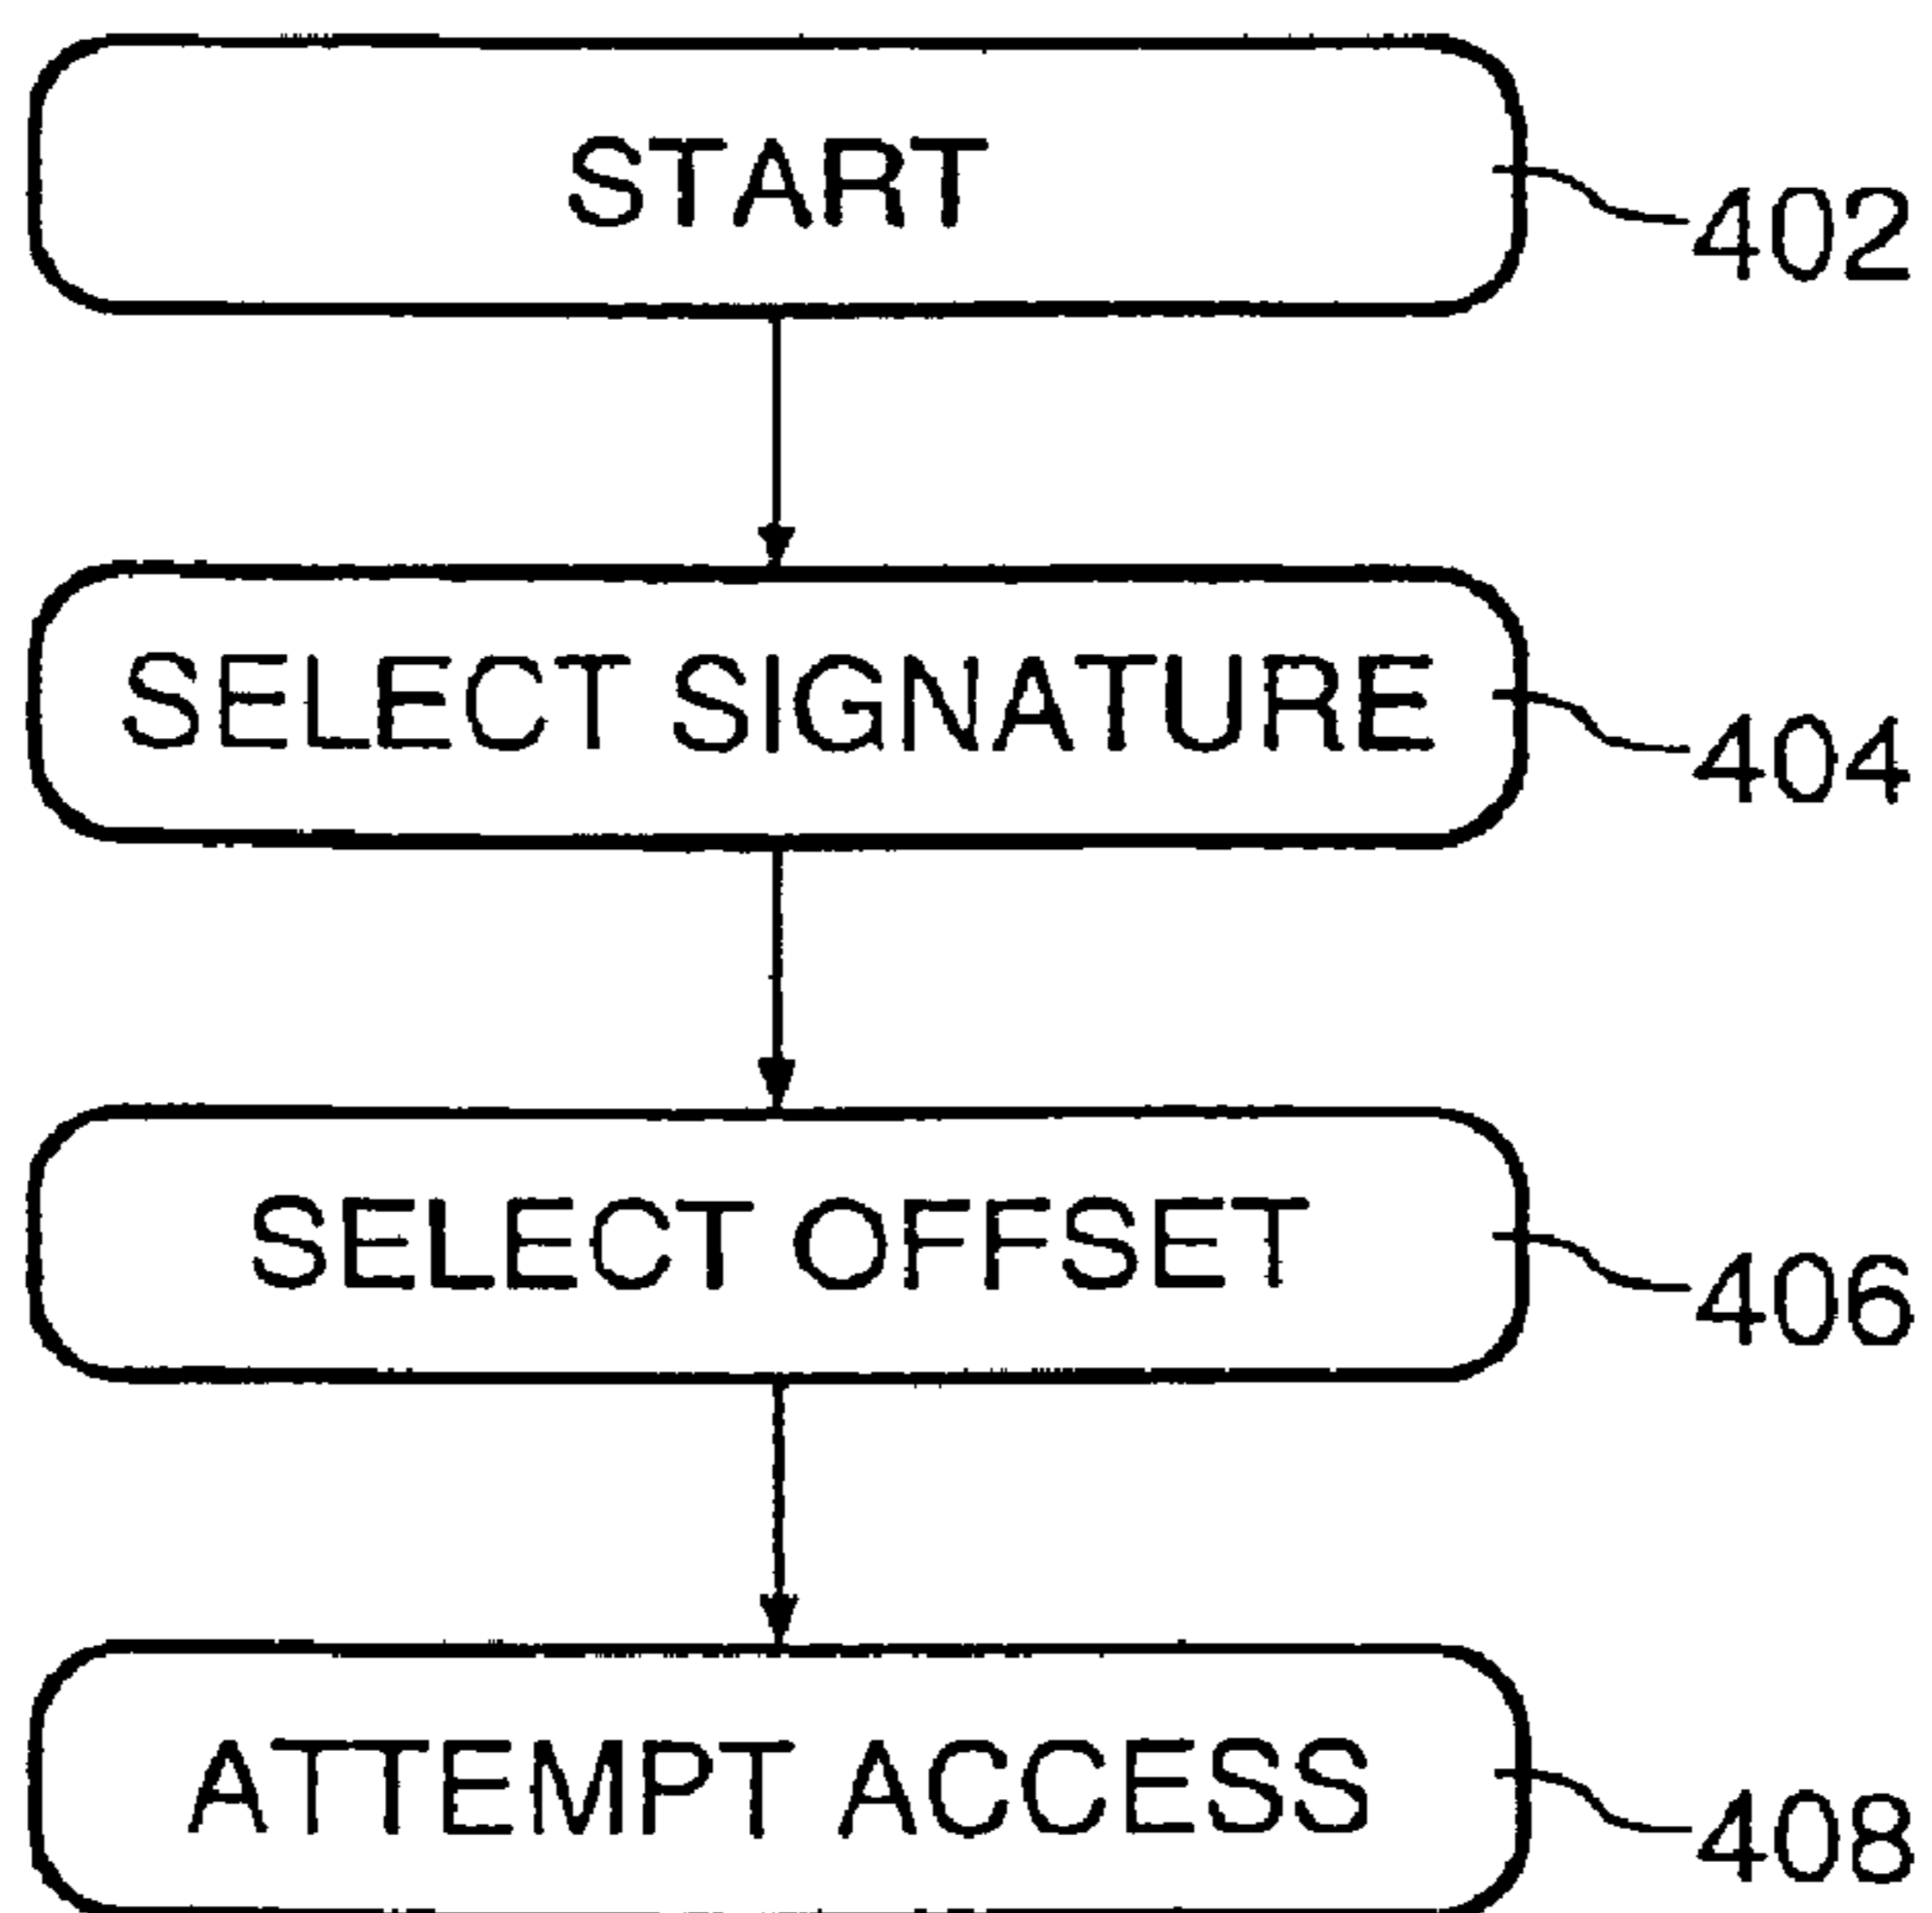 START
402
SELECT SIGNATURE
404
SELECT OFFSET
406
ATTEMPT ACCESS
408